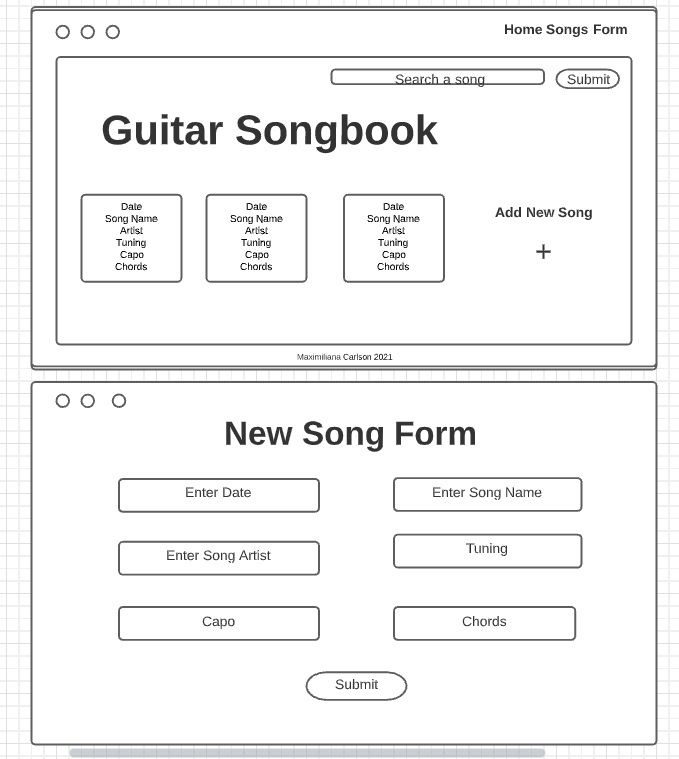 Home Songs Form
Search a song
Submit
Guitar Songbook
Date
Song Name
Artist
Tuning
Capo
Chords
Date
Song Name
Artist
Tuning
Capo
Chords
Date
Song Name
Artist
Tuning
Capo
Chords
Add New Song
+
Maximiliana Carlson 2021
New Song Form
Enter Date
Enter Song Name
Enter Song Artist
Tuning
Capo
Chords
Submit